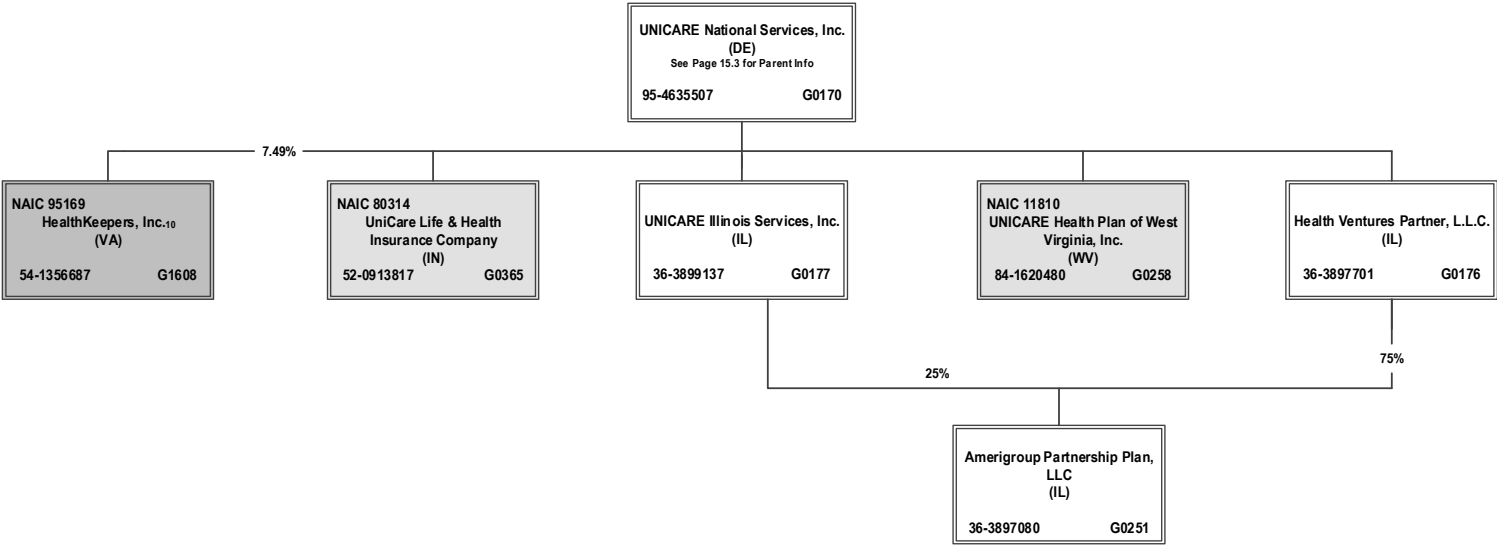 UNICARE National Services, Inc.
(DE)
See Page 15.3 for Parent Info
95-4635507 G0170
7.49%
NAIC 95169
HealthKeepers, Inc.10
(VA)
54-1356687 G1608
NAIC 80314
UniCare Life & Health
Insurance Company
(IN)
52-0913817 G0365
UNICARE Illinois Services, Inc.
(IL)
36-3899137 G0177
NAIC 11810
UNICARE Health Plan of West
Virginia, Inc.
(WV)
84-1620480 G0258
Health Ventures Partner, L.L.C.
(IL)
36-3897701 G0176
25%
75%
Amerigroup Partnership Plan,
LLC
(IL)
36-3897080 G0251